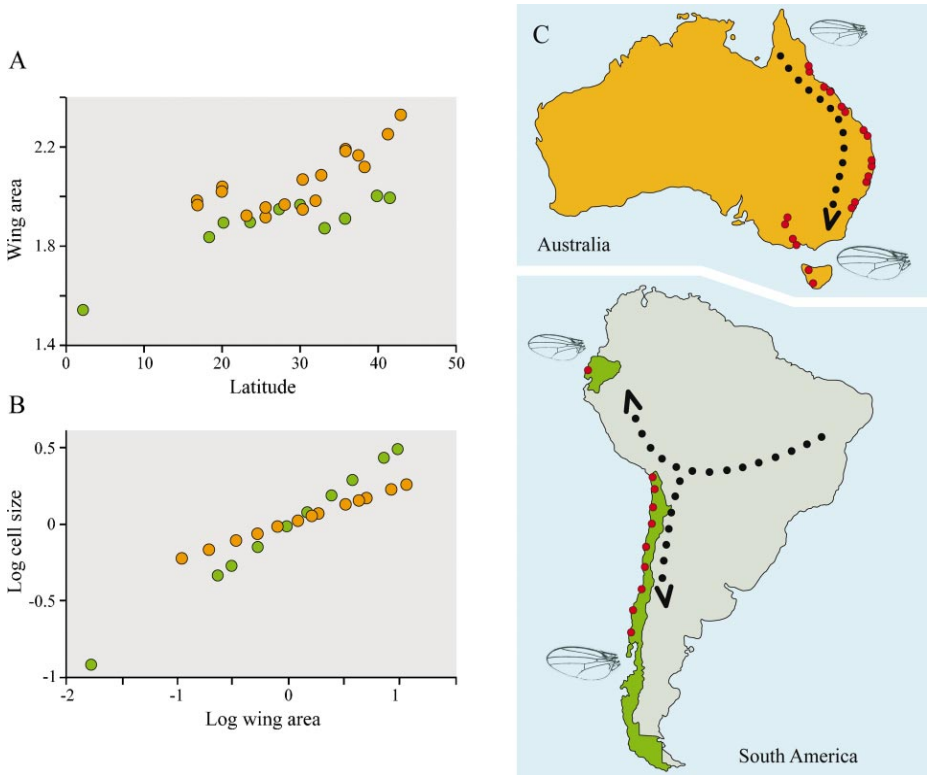 A
Wing area
2.2
1.8
1.4
0
10
20
30
40
50
Latitude
B
Log cell size
0.5
0
-0.5
-1
-2
-1
0
1
Log wing area
C
Australia
South America